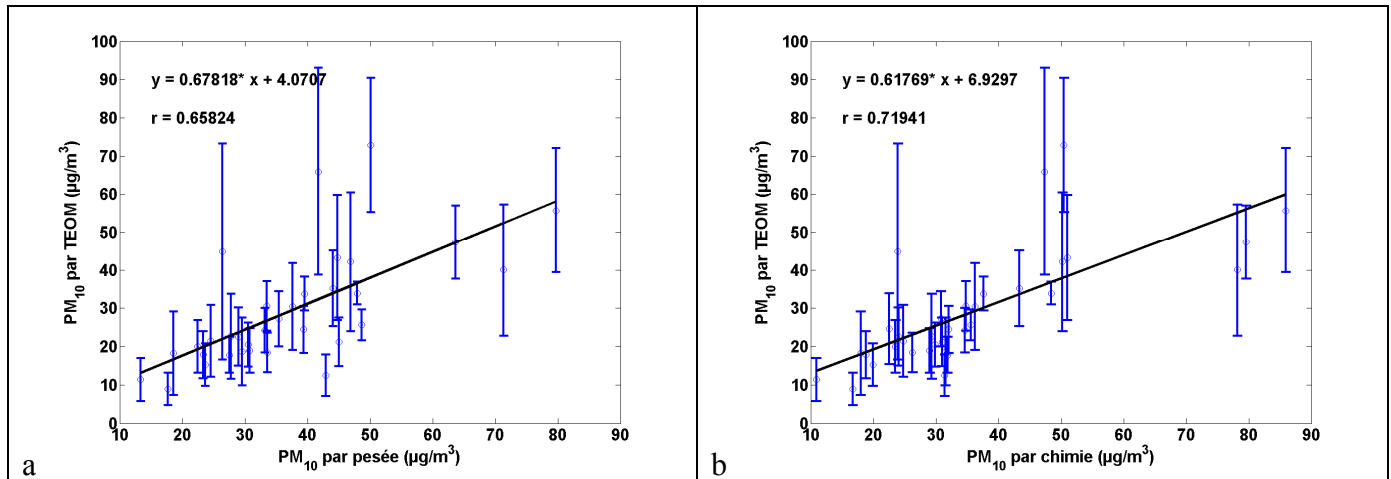 100
90
80
70
60
50
40
30
20
10
0
10 20 30 40 50 60 70 80 90
y = 0.67818* x + 4.0707
r = 0.65824
PM10 par TEOM (µg/m3)
PM10 par pesée (µg/m3)
a
100
90
80
70
60
50
40
30
20
10
0
10 20 30 40 50 60 70 80 90
y = 0.61769* x + 6.9297
r = 0.71941
PM10 par TEOM (µg/m3)
PM10 par chimie (µg/m3)
b